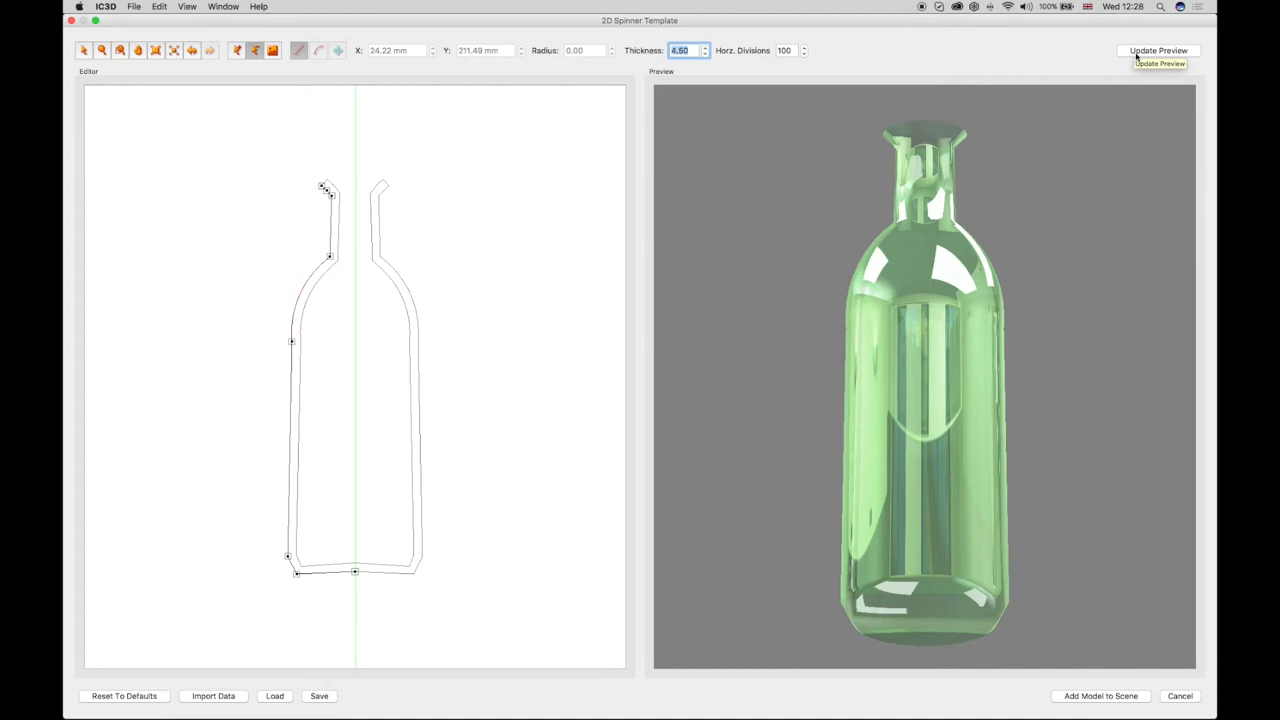 IC3D File Edit View Window Help 100% Wed 12:28
2D Spinner Template
X: 24.22 mm Y: 211.49 mm Radius: 0.00 Thickness: 4.50 Horz. Divisions 100 Update Preview
Update Preview
Editor Preview
Reset To Defaults Import Data Load Save Add Model to Scene Cancel